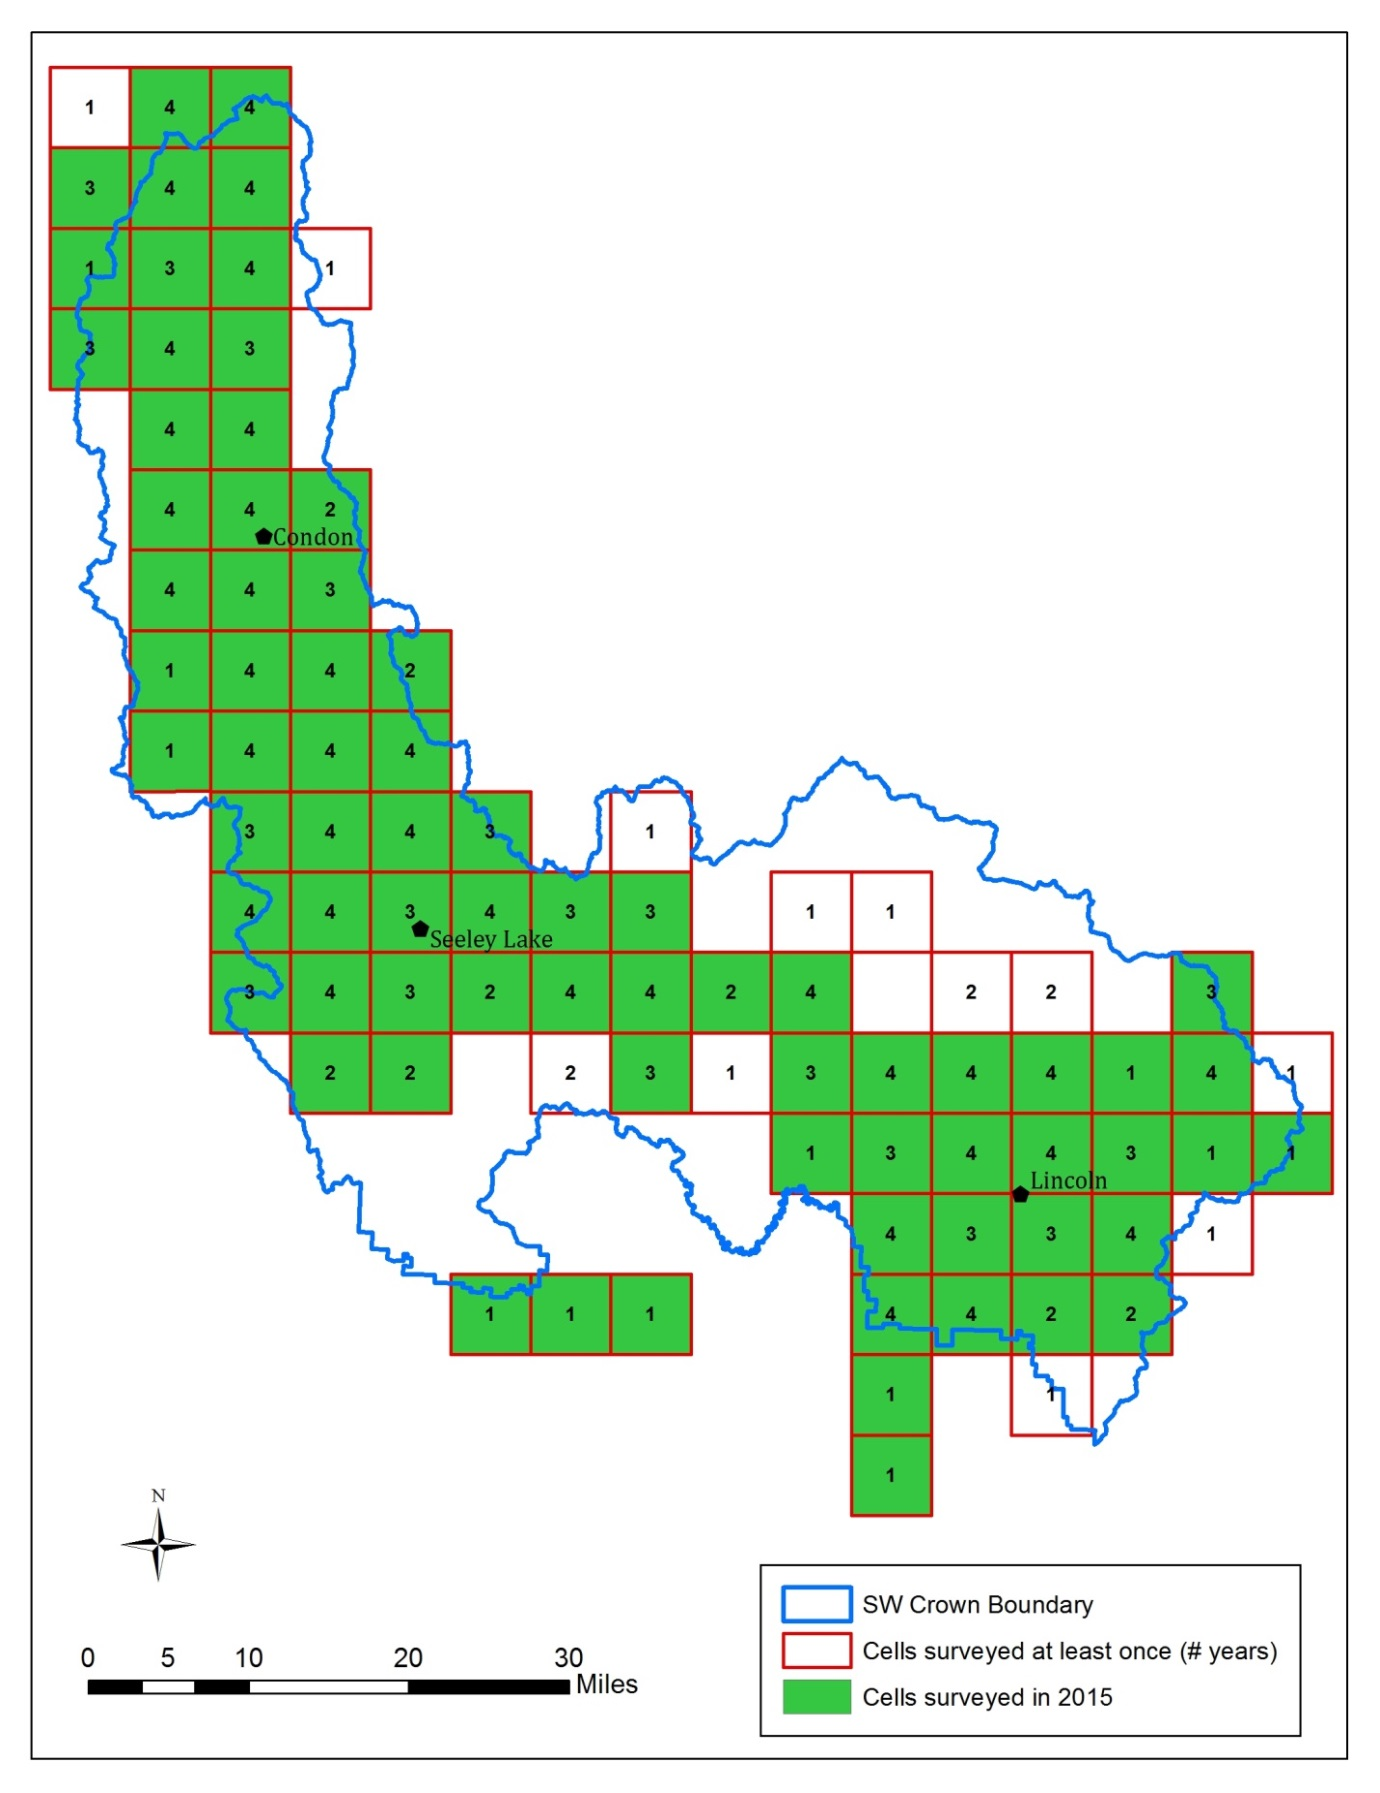 1 4 4
3 4 4
1 3 4 1
3 4 3
4 4
4 4 2
Condon
4 4 3
1 4 4 2
1 4 4 4
3 4 4 3 1
4 4 3 4 3 3 1 1
Seeley Lake
3 4 3 2 4 4 2 4 2 2 3
2 2 2 3 1 3 4 4 4 1 4 1
1 3 4 4 3 1 1
Lincoln
4 3 3 4 1
1 1 1 4 4 2 2
1 1
1
N
SW Crown Boundary
Cells surveyed at least once (# years)
Cells surveyed in 2015
0 5 10 20 30
Miles